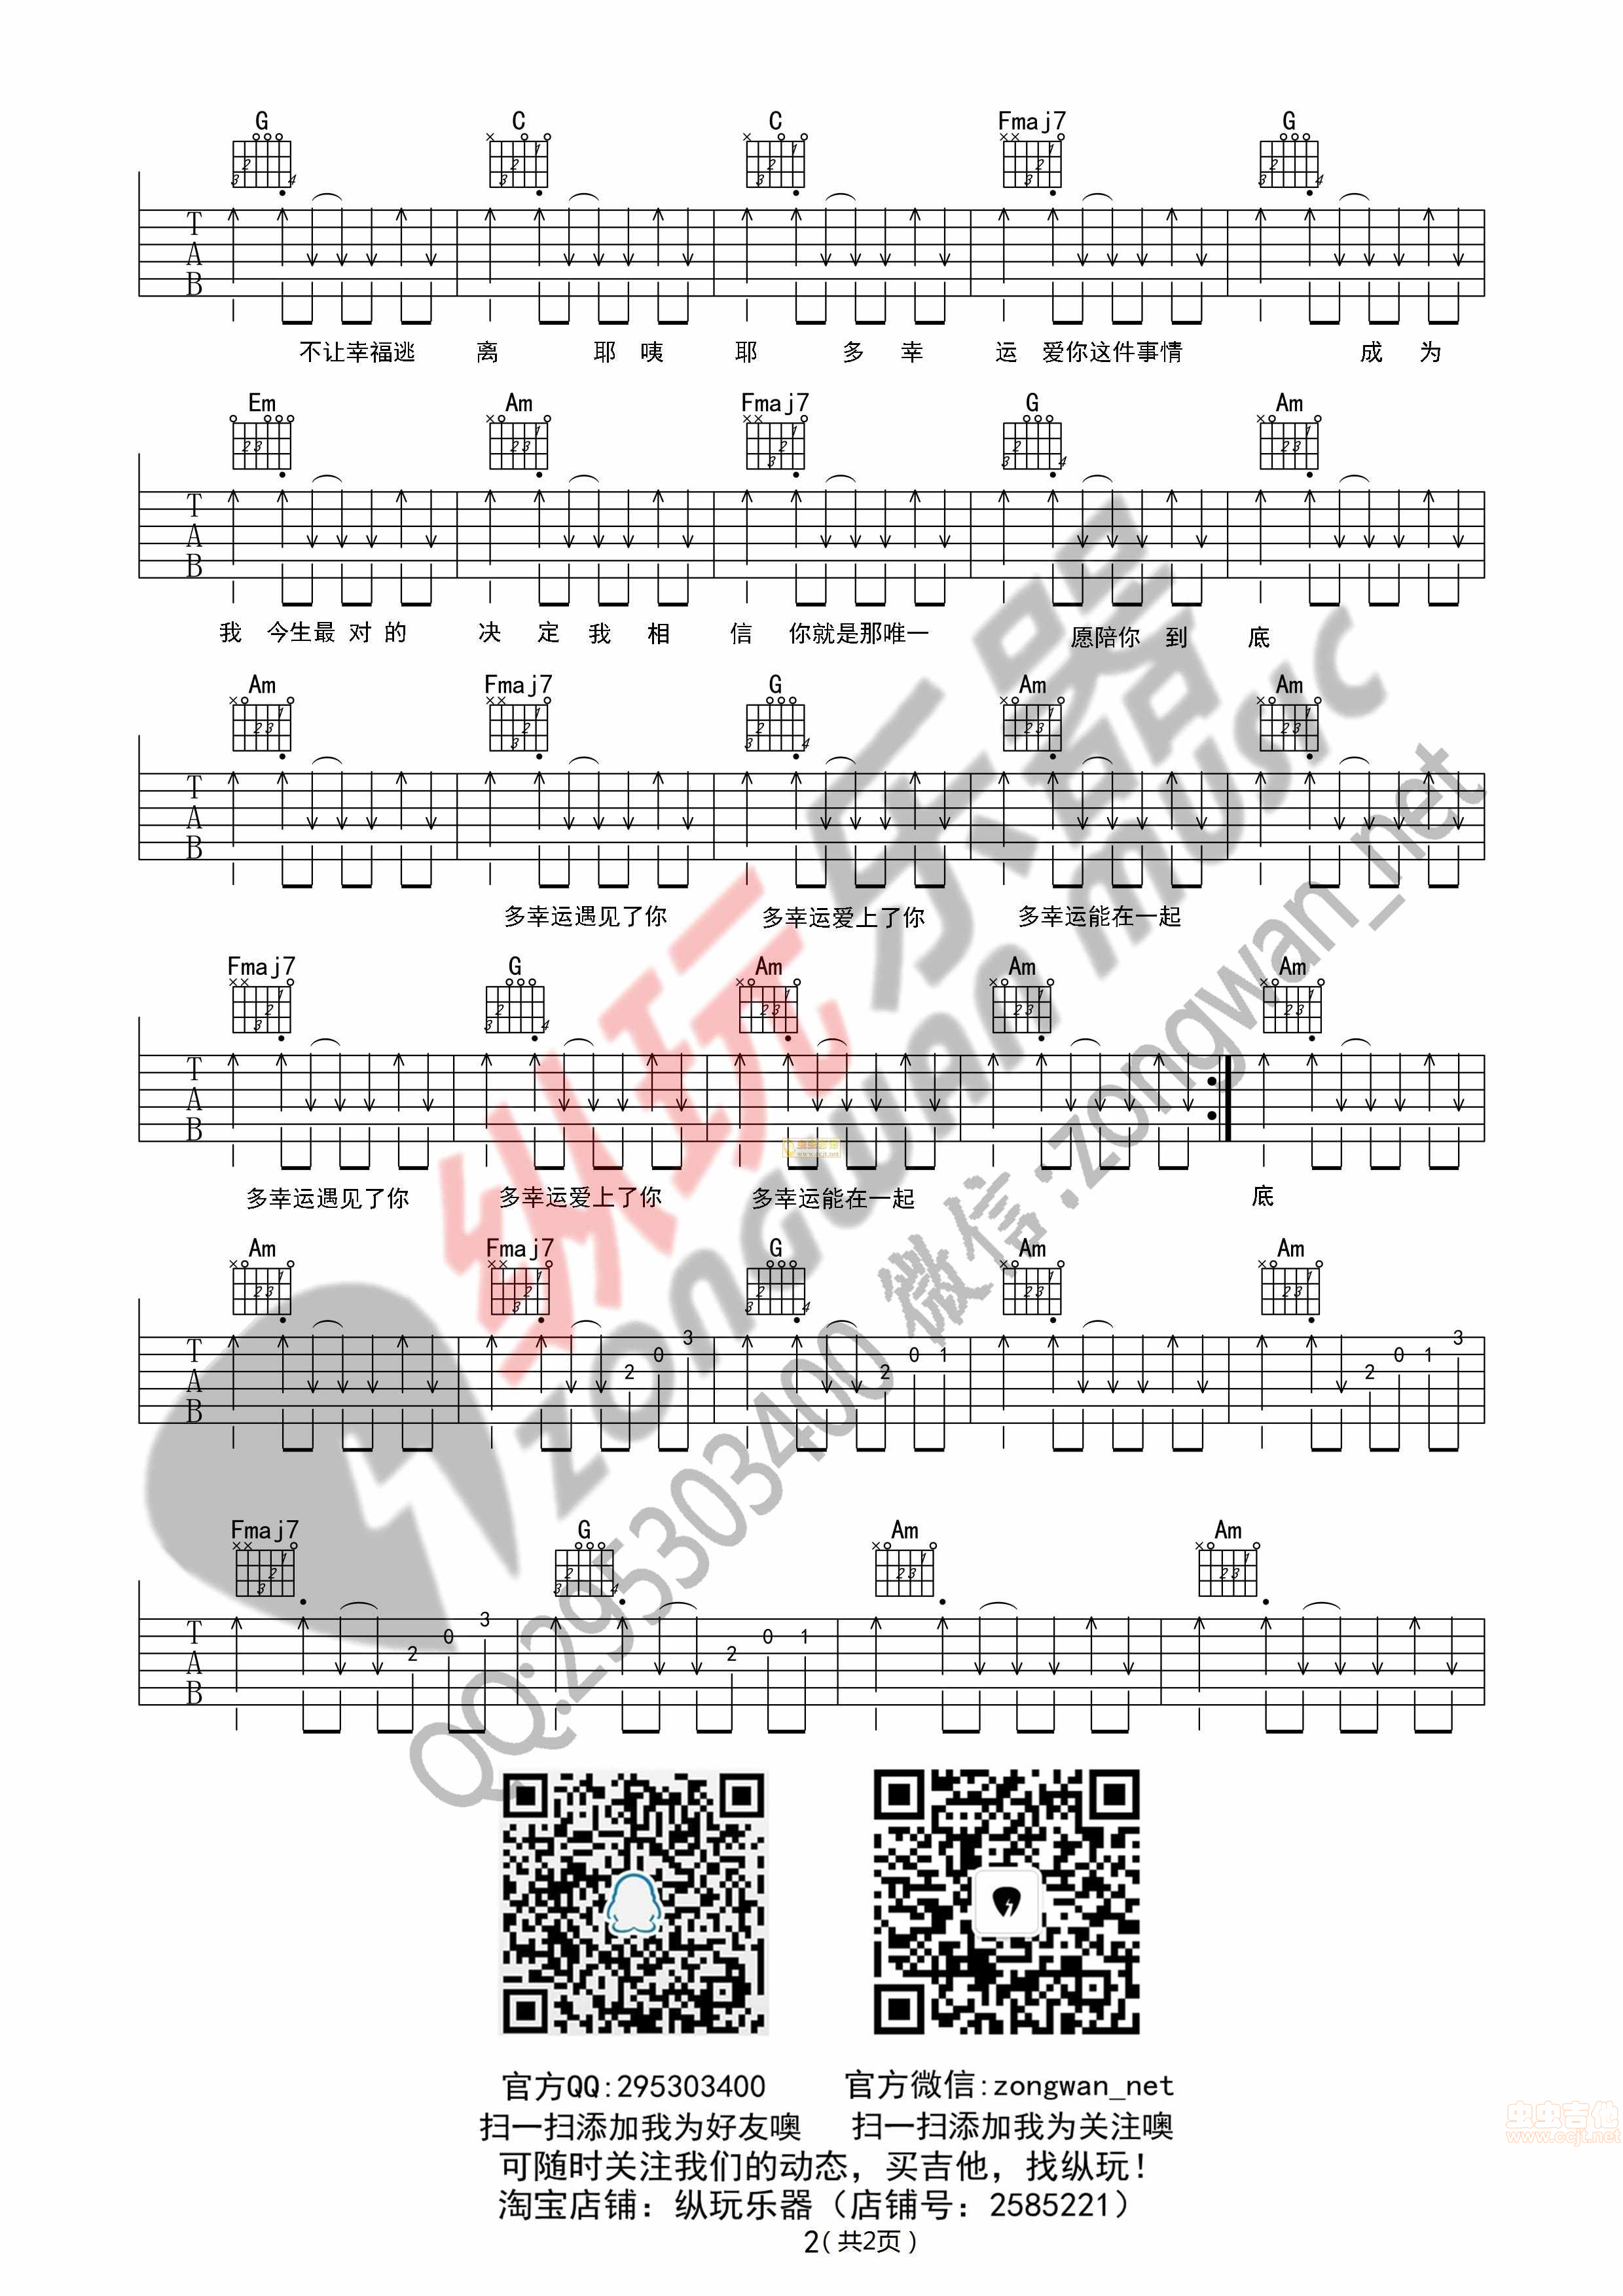 G C C Fmaj7 G
T
A
B
不让幸福逃 离 耶 咦 耶 多 幸 运 爱你这件事情 成 为
Em Am Fmaj7 G Am
T
A
B
我 今生最 对 的 决 定 我 相 信 你就是那唯一 愿陪你 到 底
Am Fmaj7 G Am Am
T
A
B
多幸运遇见了你 多幸运爱上了你 多幸运能在一起
Fmaj7 G Am Am Am
T
A
B
多幸运遇见了你 多幸运爱上了你 多幸运能在一起 底
Am Fmaj7 G Am Am
T
A
B
2 0 3 2 0 1 2 0 1 3
Fmaj7 G Am Am
T
A
B
2 0 3 2 0 1
纵玩乐器
zongwan music
QQ:295303400 微信:zongwan_net
官方QQ:295303400 官方微信:zongwan_net
扫一扫添加我为好友噢 扫一扫添加我为关注噢
可随时关注我们的动态，买吉他，找纵玩！
淘宝店铺：纵玩乐器（店铺号：2585221）
2(共2页)
虫虫吉他
www.ccjt.net